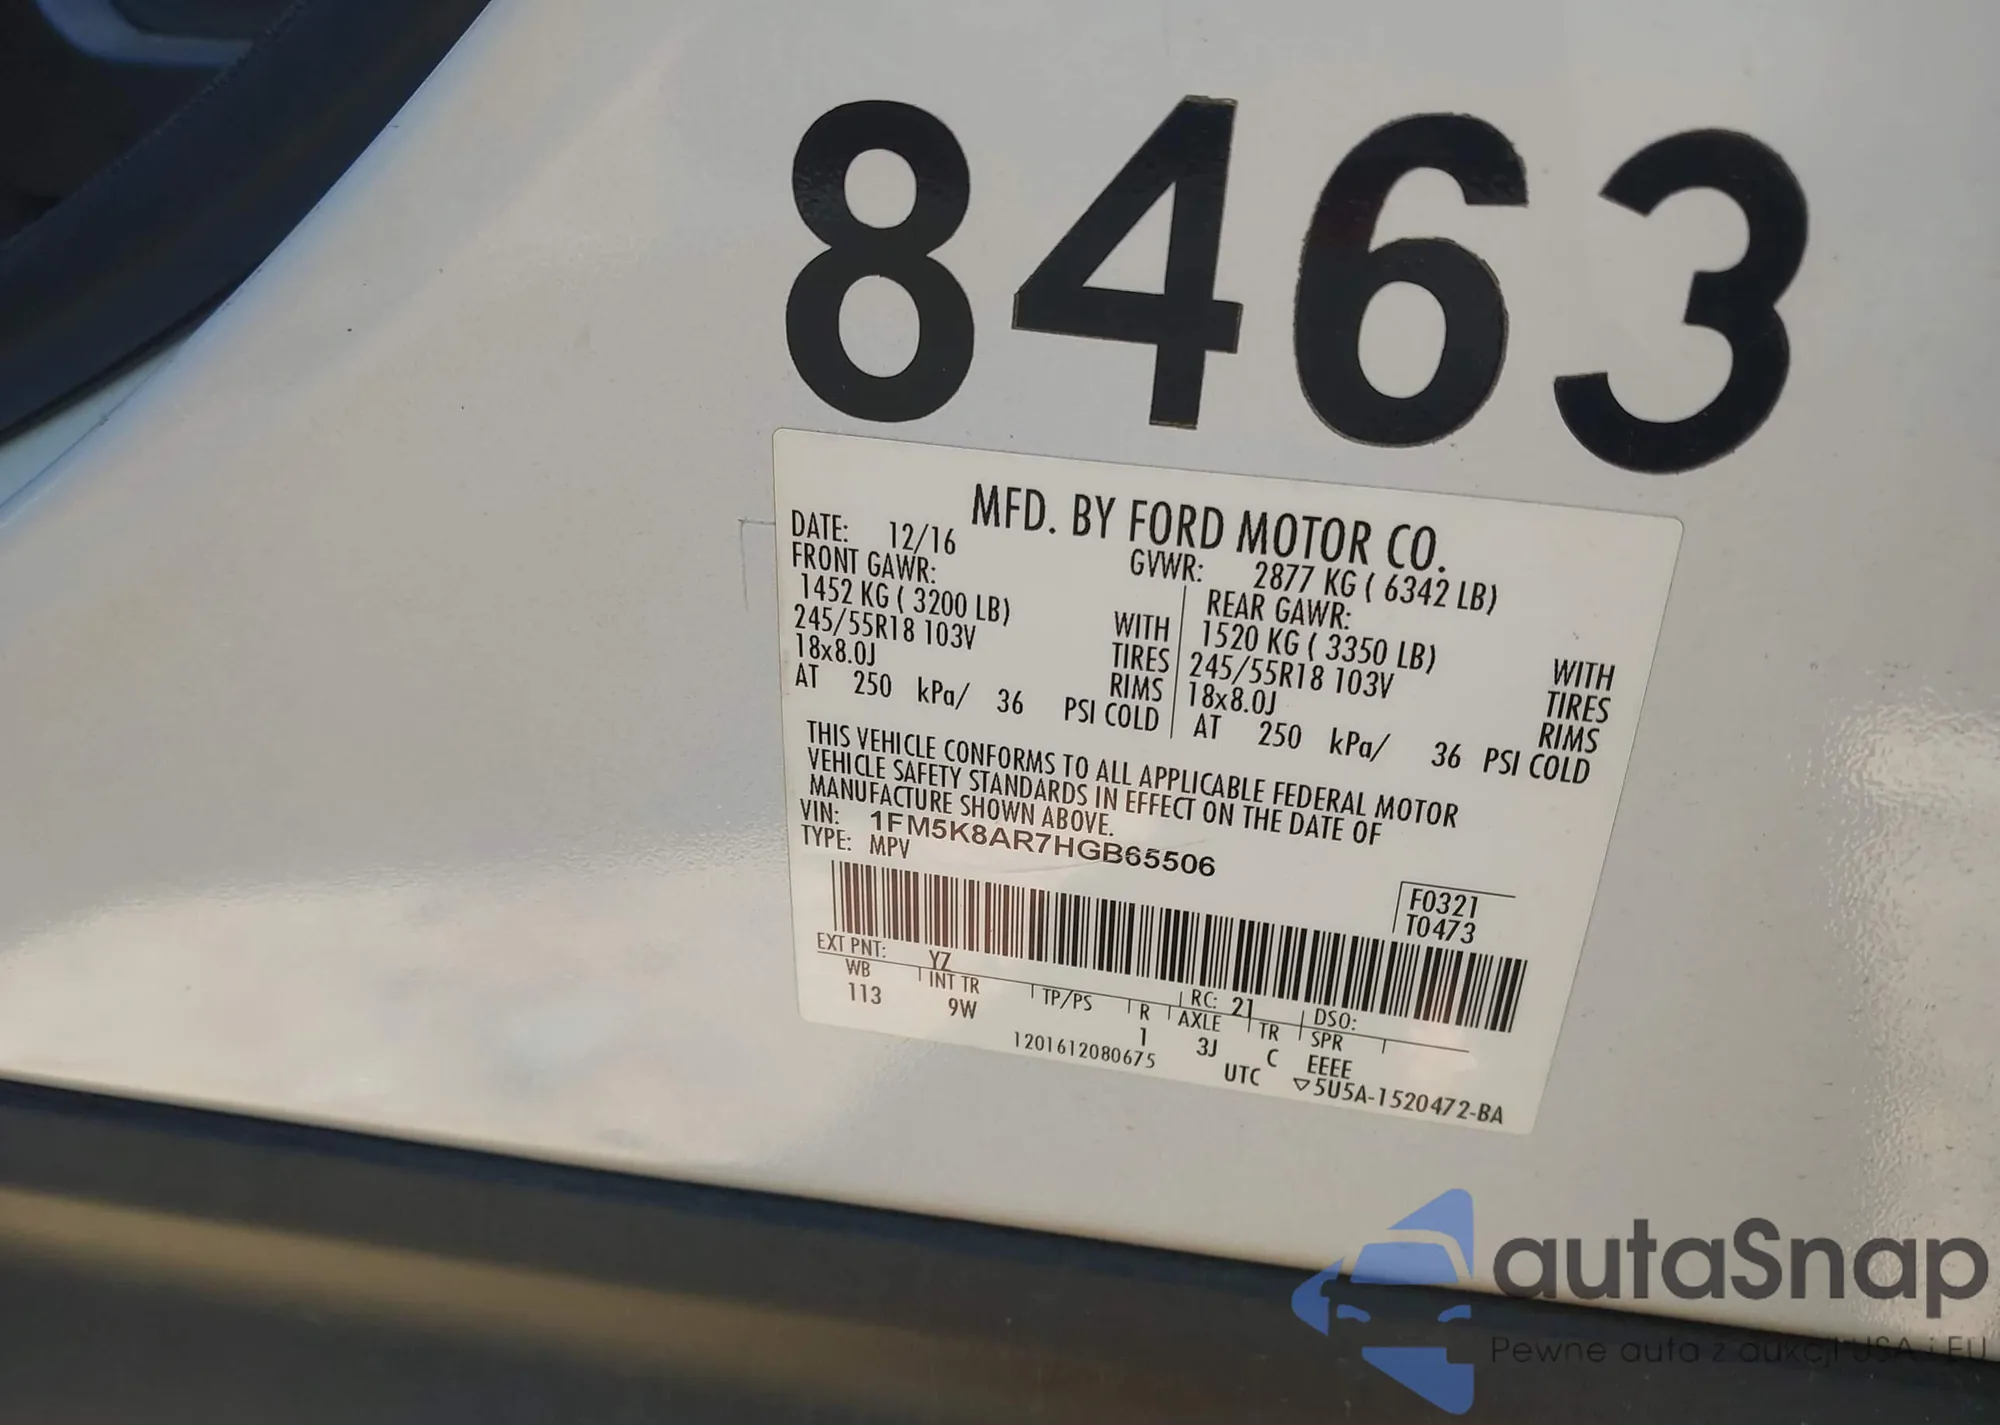 8463
MFD. BY FORD MOTOR CO.
DATE: 12/16 GVWR: 2877 KG ( 6342 LB)
FRONT GAWR: REAR GAWR:
1452 KG ( 3200 LB) WITH 1520 KG ( 3350 LB) WITH
245/55R18 103V TIRES 245/55R18 103V TIRES
18x8.0J RIMS 18x8.0J RIMS
AT 250 kPa/ 36 PSI COLD AT 250 kPa/ 36 PSI COLD
THIS VEHICLE CONFORMS TO ALL APPLICABLE FEDERAL MOTOR
VEHICLE SAFETY STANDARDS IN EFFECT ON THE DATE OF
MANUFACTURE SHOWN ABOVE.
VIN: 1FM5K8AR7HGB65506
TYPE: MPV
F0321
T0473
EXT PNT: YZ RC: 21 DSO:
WB INT TR TP/PS R AXLE TR SPR
113 9W 1 3J C EEEE
1201612080675 UTC ▽5U5A-1520472-BA
autaSnap
Pewne auta z aukcji USA i EU